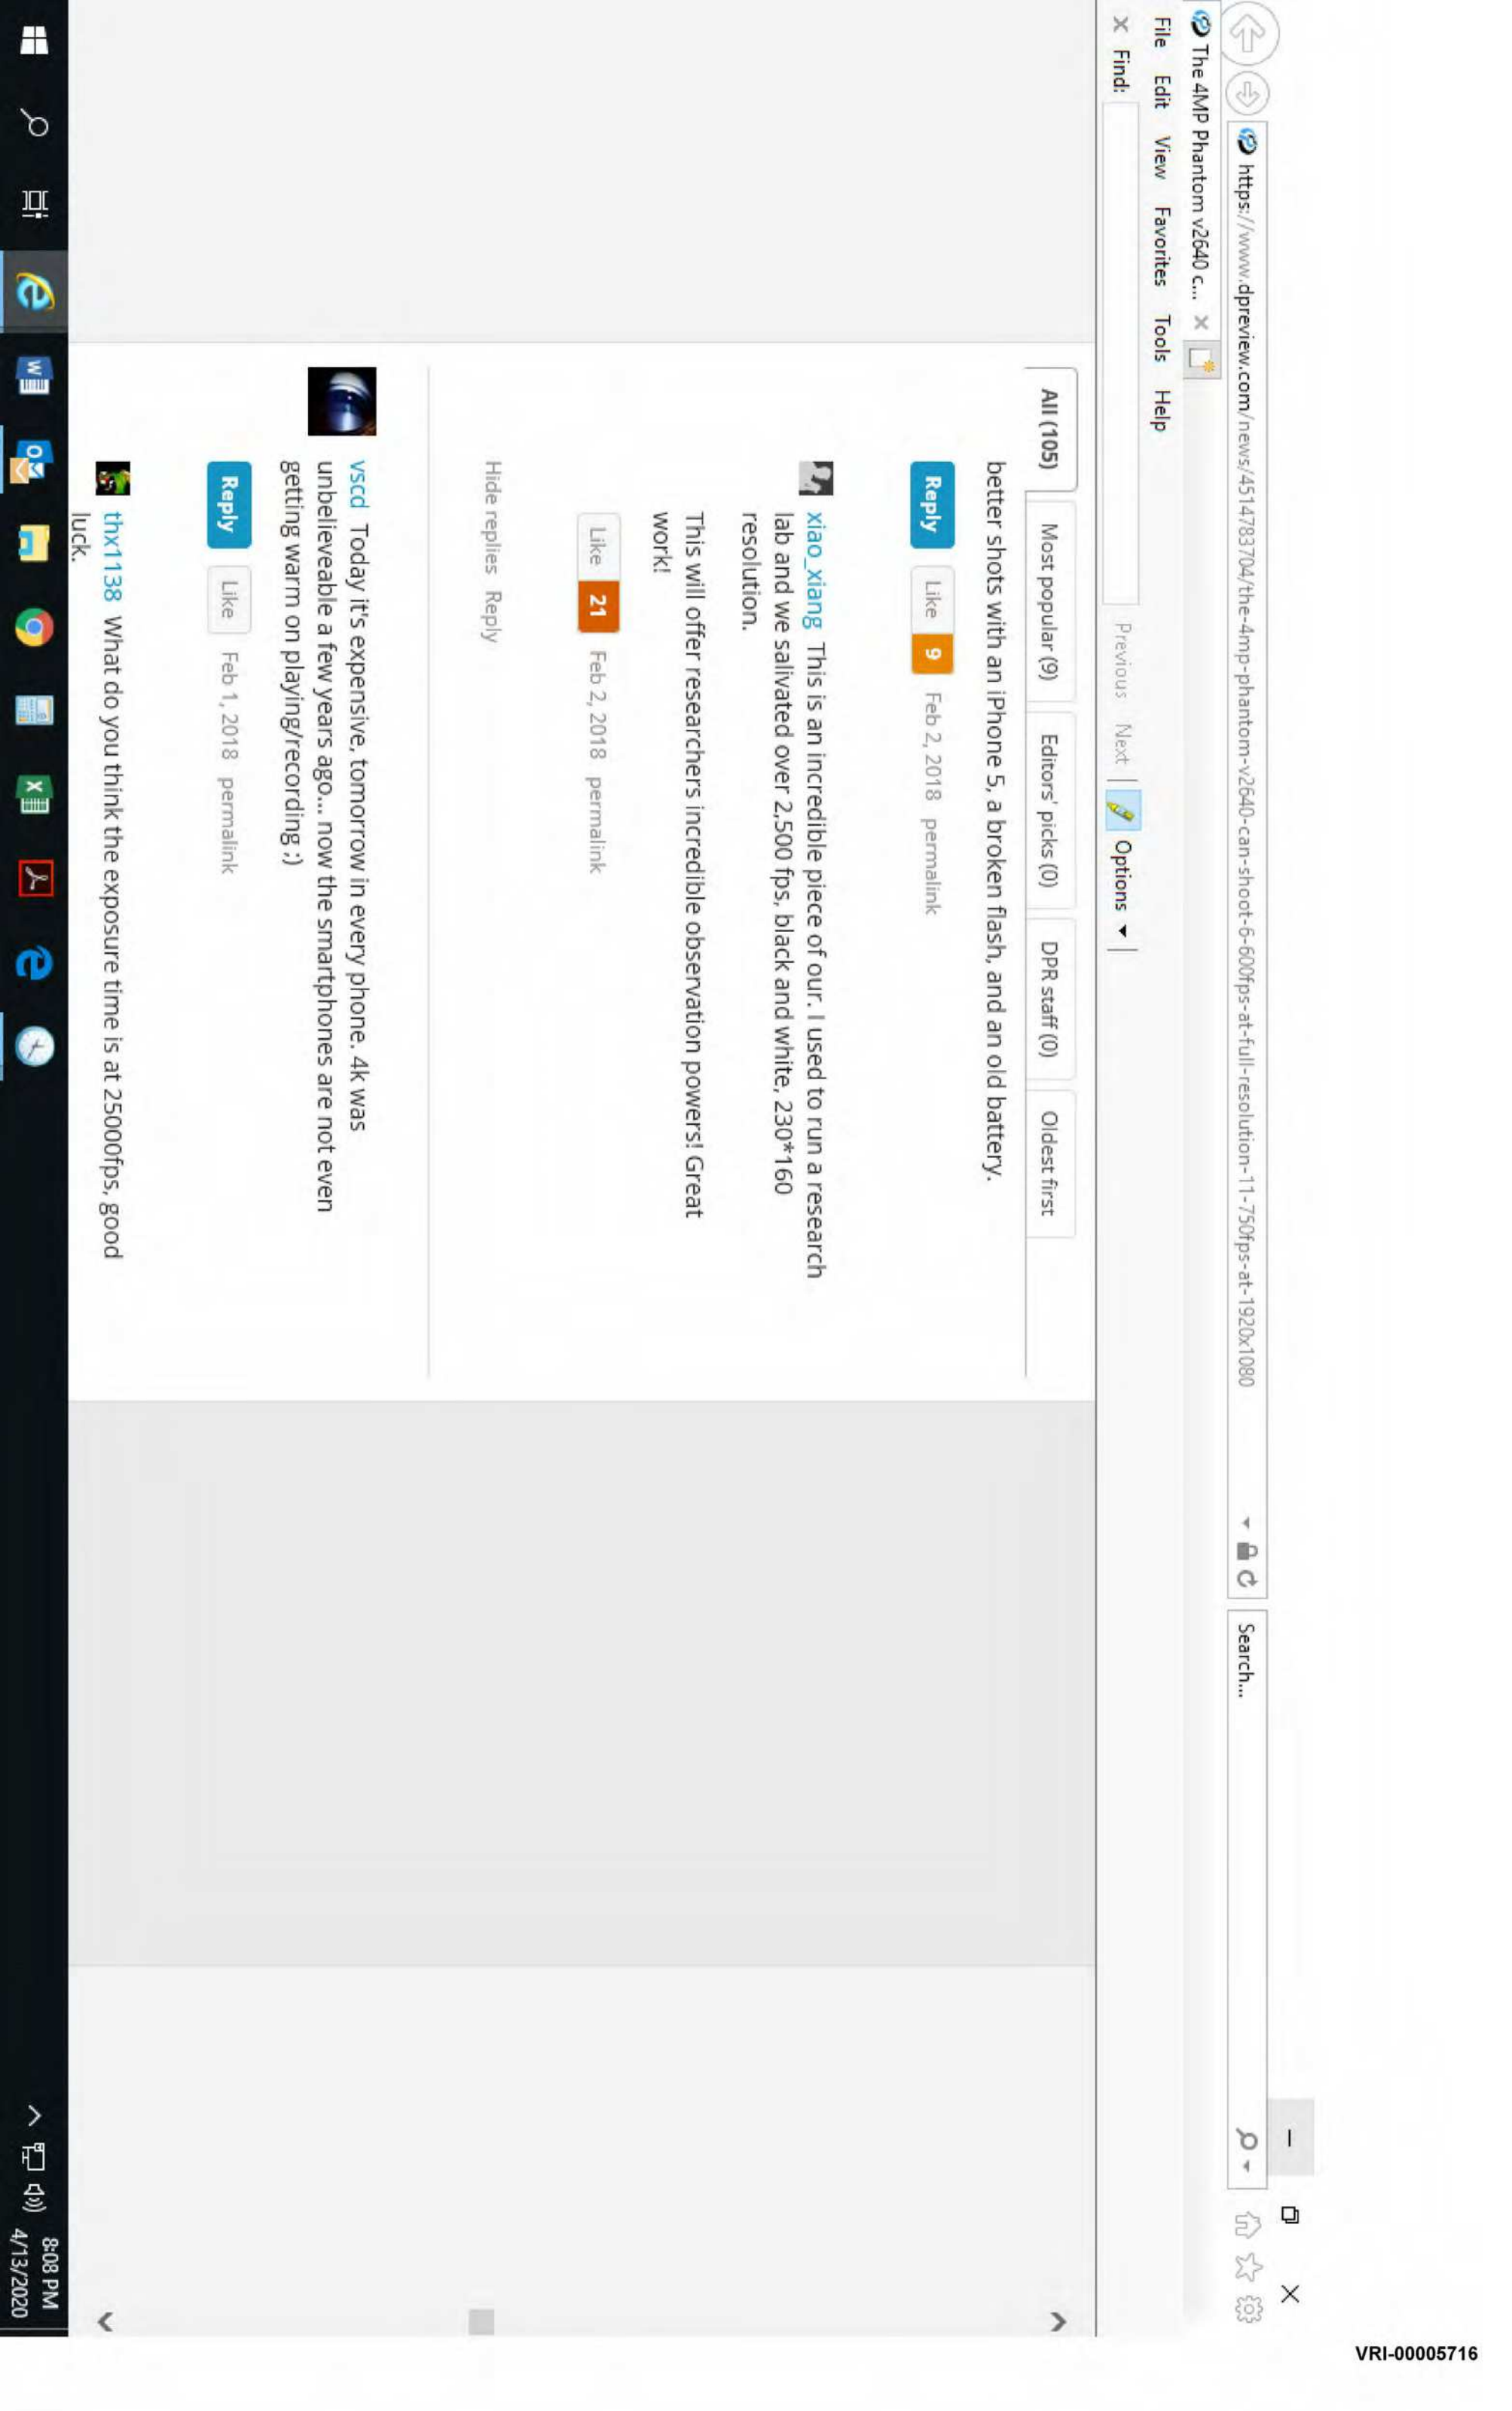 https://www.dpreview.com/news/4514783704/the-4mp-phantom-v2640-can-shoot-6-600fps-at-full-resolution-11-750fps-at-1920x1080
Search...
The 4MP Phantom v2640 c...
File Edit View Favorites Tools Help
Find: Previous Next Options
All (105) Most popular (9) Editors' picks (0) DPR staff (0) Oldest first
better shots with an iPhone 5, a broken flash, and an old battery.
Reply Like 9 Feb 2, 2018 permalink
xiao_xiang This is an incredible piece of our. I used to run a research
lab and we salivated over 2,500 fps, black and white, 230*160
resolution.
This will offer researchers incredible observation powers! Great
work!
Like 21 Feb 2, 2018 permalink
Hide replies Reply
vscd Today it's expensive, tomorrow in every phone. 4k was
unbelieveable a few years ago... now the smartphones are not even
getting warm on playing/recording ;)
Reply Like Feb 1, 2018 permalink
thx1138 What do you think the exposure time is at 25000fps, good
luck.
8:08 PM
4/13/2020
VRI-00005716